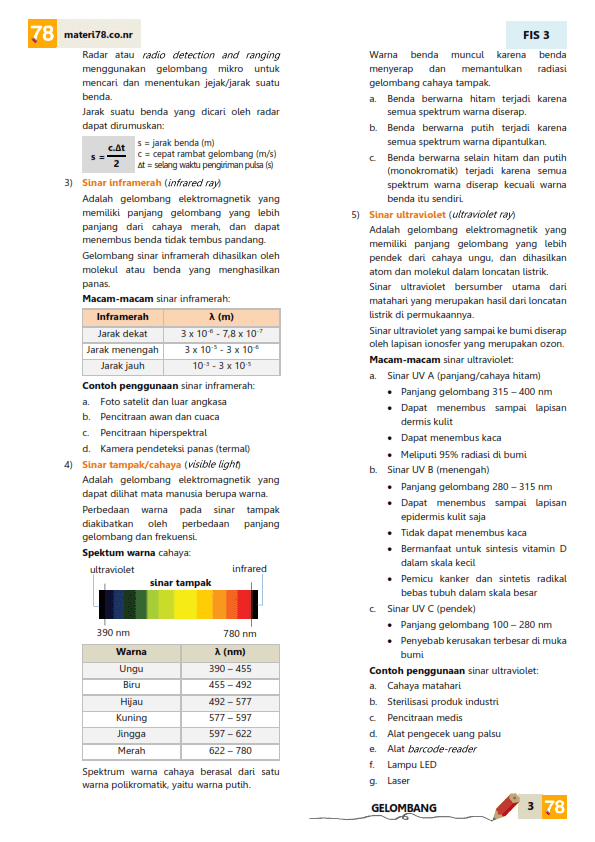 78 materi78.co.nr
FIS 3
Radar atau radio detection and ranging
menggunakan gelombang mikro untuk
mencari dan menentukan jejak/jarak suatu
benda.
Jarak suatu benda yang dicari oleh radar
dapat dirumuskan:
s = c.Δt / 2
s = jarak benda (m)
c = cepat rambat gelombang (m/s)
Δt = selang waktu pengiriman pulsa (s)
3) Sinar inframerah (infrared ray)
Adalah gelombang elektromagnetik yang
memiliki panjang gelombang yang lebih
panjang dari cahaya merah, dan dapat
menembus benda tidak tembus pandang.
Gelombang sinar inframerah dihasilkan oleh
molekul atau benda yang menghasilkan
panas.
Macam-macam sinar inframerah:
Inframerah λ (m)
Jarak dekat 3 x 10⁻⁶ - 7,8 x 10⁻⁷
Jarak menengah 3 x 10⁻⁵ - 3 x 10⁻⁶
Jarak jauh 10⁻³ - 3 x 10⁻⁵
Contoh penggunaan sinar inframerah:
a. Foto satelit dan luar angkasa
b. Pencitraan awan dan cuaca
c. Pencitraan hiperspektral
d. Kamera pendeteksi panas (termal)
4) Sinar tampak/cahaya (visible light)
Adalah gelombang elektromagnetik yang
dapat dilihat mata manusia berupa warna.
Perbedaan warna pada sinar tampak
diakibatkan oleh perbedaan panjang
gelombang dan frekuensi.
Spektum warna cahaya:
ultraviolet infrared
sinar tampak
390 nm 780 nm
Warna λ (nm)
Ungu 390 – 455
Biru 455 – 492
Hijau 492 – 577
Kuning 577 – 597
Jingga 597 – 622
Merah 622 – 780
Spektrum warna cahaya berasal dari satu
warna polikromatik, yaitu warna putih.
Warna benda muncul karena benda
menyerap dan memantulkan radiasi
gelombang cahaya tampak.
a. Benda berwarna hitam terjadi karena
semua spektrum warna diserap.
b. Benda berwarna putih terjadi karena
semua spektrum warna dipantulkan.
c. Benda berwarna selain hitam dan putih
(monokromatik) terjadi karena semua
spektrum warna diserap kecuali warna
benda itu sendiri.
5) Sinar ultraviolet (ultraviolet ray)
Adalah gelombang elektromagnetik yang
memiliki panjang gelombang yang lebih
pendek dari cahaya ungu, dan dihasilkan
atom dan molekul dalam loncatan listrik.
Sinar ultraviolet bersumber utama dari
matahari yang merupakan hasil dari loncatan
listrik di permukaannya.
Sinar ultraviolet yang sampai ke bumi diserap
oleh lapisan ionosfer yang merupakan ozon.
Macam-macam sinar ultraviolet:
a. Sinar UV A (panjang/cahaya hitam)
• Panjang gelombang 315 – 400 nm
• Dapat menembus sampai lapisan
dermis kulit
• Dapat menembus kaca
• Meliputi 95% radiasi di bumi
b. Sinar UV B (menengah)
• Panjang gelombang 280 – 315 nm
• Dapat menembus sampai lapisan
epidermis kulit saja
• Tidak dapat menembus kaca
• Bermanfaat untuk sintesis vitamin D
dalam skala kecil
• Pemicu kanker dan sintetis radikal
bebas tubuh dalam skala besar
c. Sinar UV C (pendek)
• Panjang gelombang 100 – 280 nm
• Penyebab kerusakan terbesar di muka
bumi
Contoh penggunaan sinar ultraviolet:
a. Cahaya matahari
b. Sterilisasi produk industri
c. Pencitraan medis
d. Alat pengecek uang palsu
e. Alat barcode-reader
f. Lampu LED
g. Laser
GELOMBANG 3 78